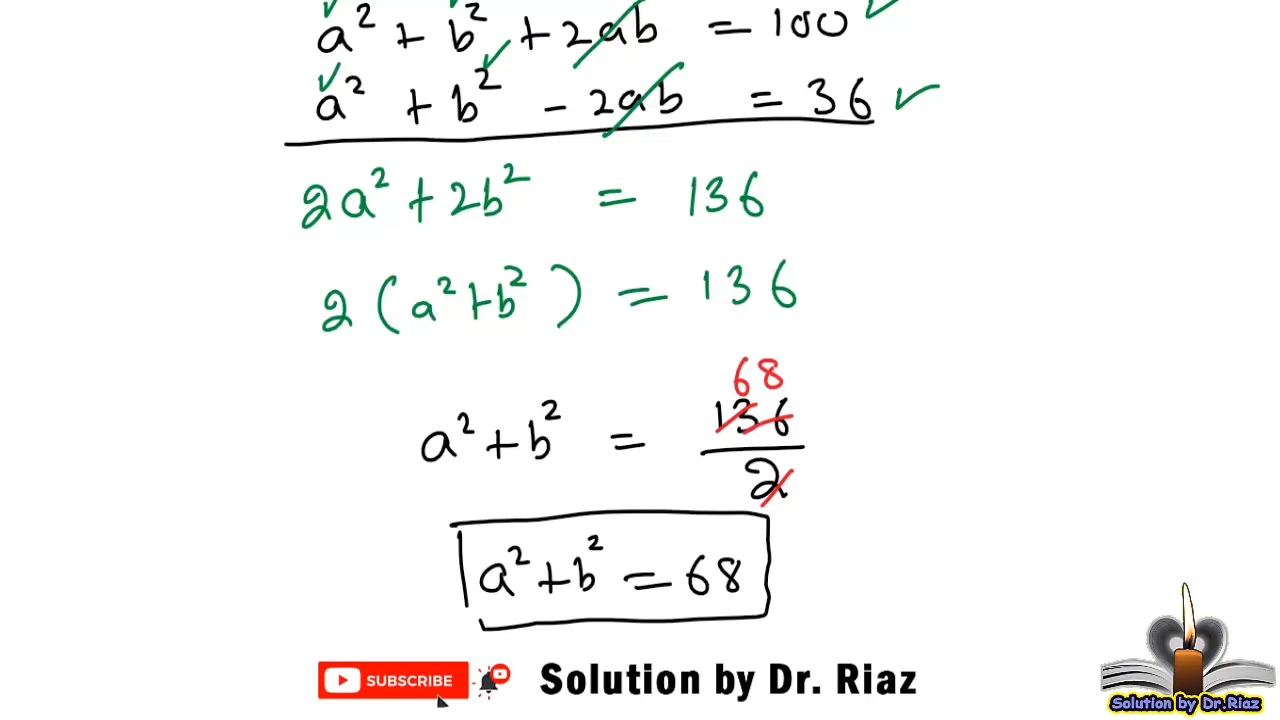 a² + b² + 2ab = 100
a² + b² - 2ab = 36
2a² + 2b² = 136
2 (a² + b²) = 136
68
a² + b² = 136/2
a² + b² = 68
SUBSCRIBE
Solution by Dr. Riaz
Solution by Dr.Riaz